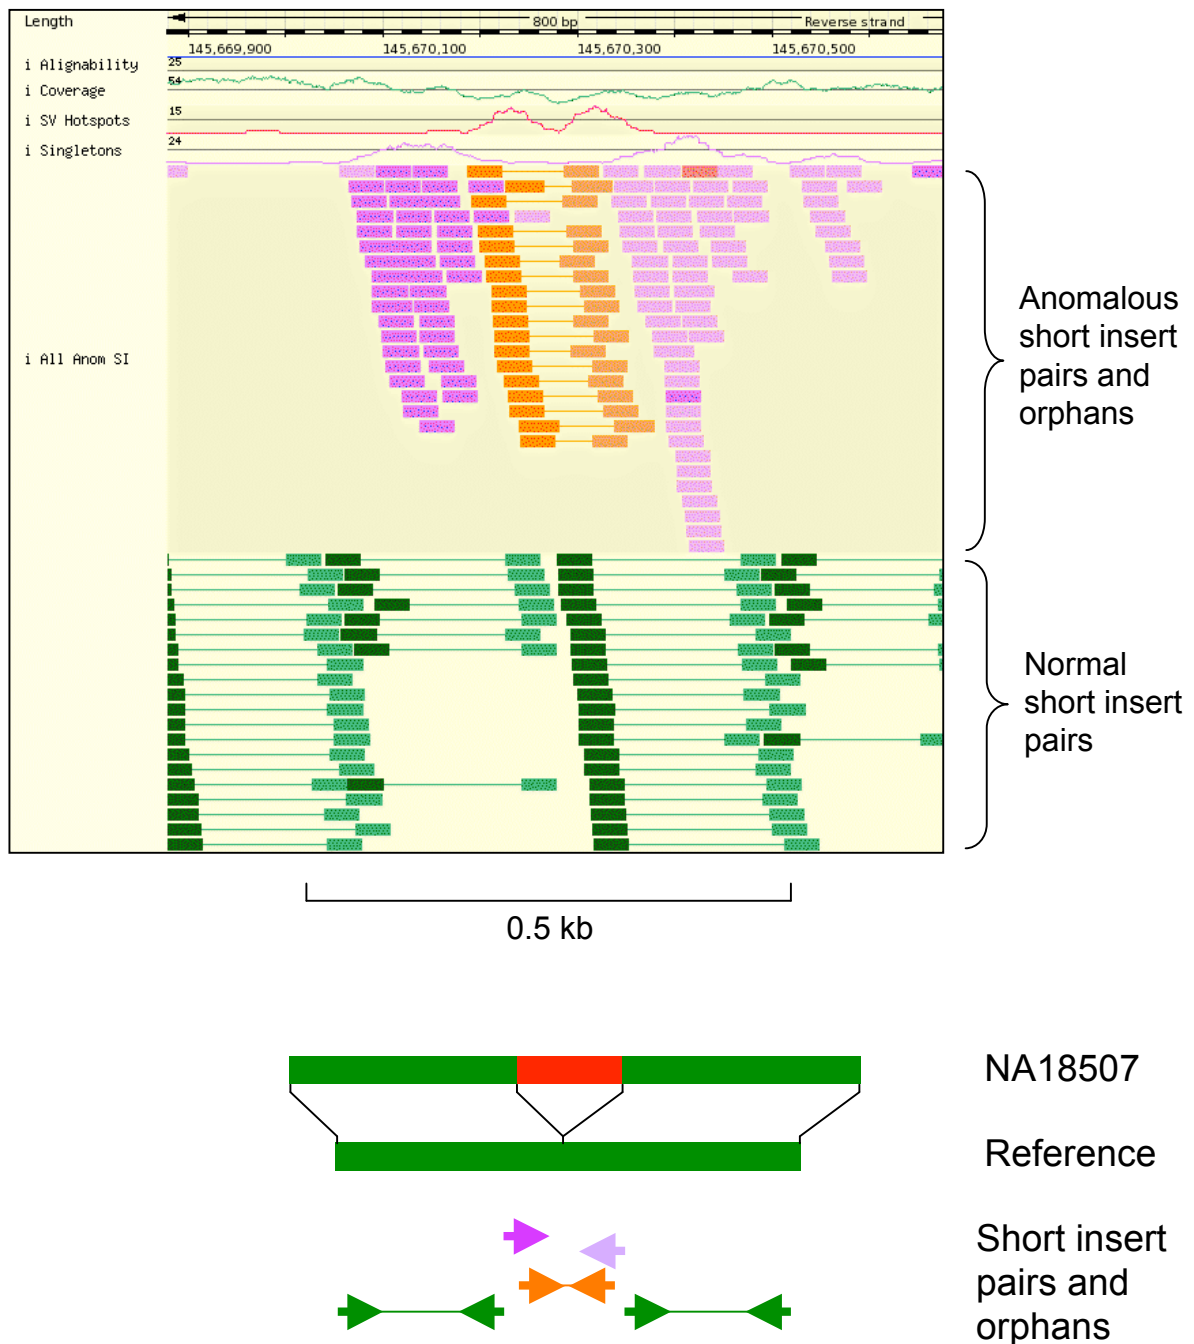 Length
800 bp
Reverse strand
145,669,900
145,670,100
145,670,300
145,670,500
i Alignability
25
i Coverage
54
i SV Hotspots
15
i Singletons
24
i All Anom SI
Anomalous
short insert
pairs and
orphans
Normal
short insert
pairs
0.5 kb
NA18507
Reference
Short insert
pairs and
orphans